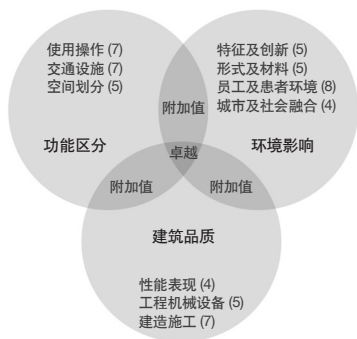 使用操作 (7)
交通设施 (7)
空间划分 (5)
功能区分
特征及创新 (5)
形式及材料 (5)
员工及患者环境 (8)
城市及社会融合 (4)
环境影响
附加值
卓越
附加值
附加值
建筑品质
性能表现 (4)
工程机械设备 (5)
建造施工 (7)